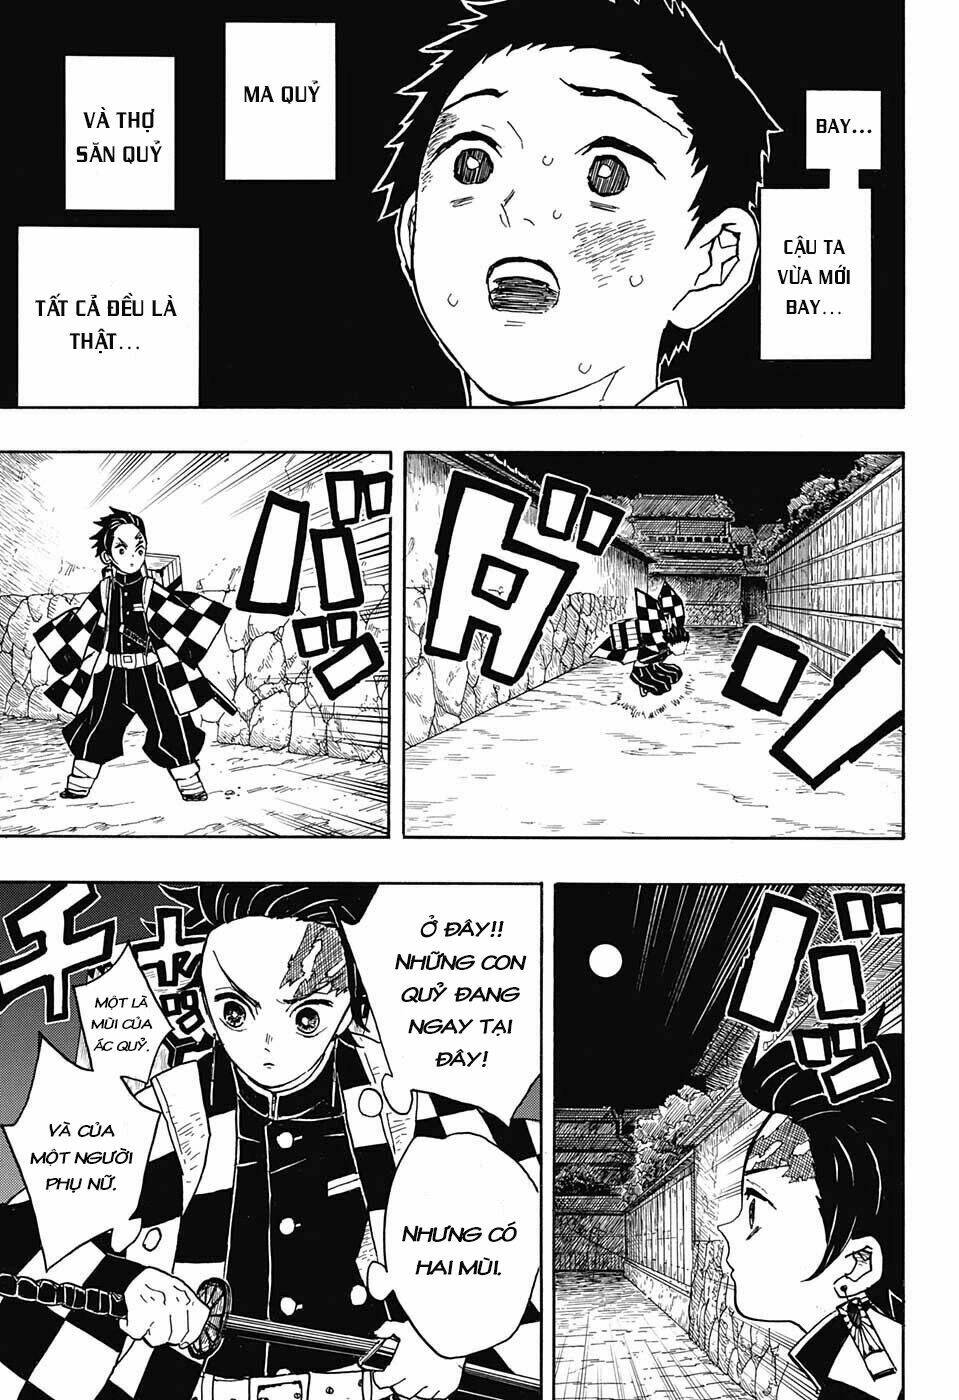 BAY...
CẬU TA
VỪA MỚI
BAY...
MA QUỶ
VÀ THỢ
SĂN QUỶ
TẤT CẢ ĐỀU LÀ
THẬT...
Ở ĐÂY!!
NHỮNG CON
QUỶ ĐANG
NGAY TẠI
ĐÂY!
NHƯNG CÓ
HAI MÙI.
MỘT LÀ
MÙI CỦA
ÁC QUỶ.
VÀ CỦA
MỘT NGƯỜI
PHỤ NỮ.